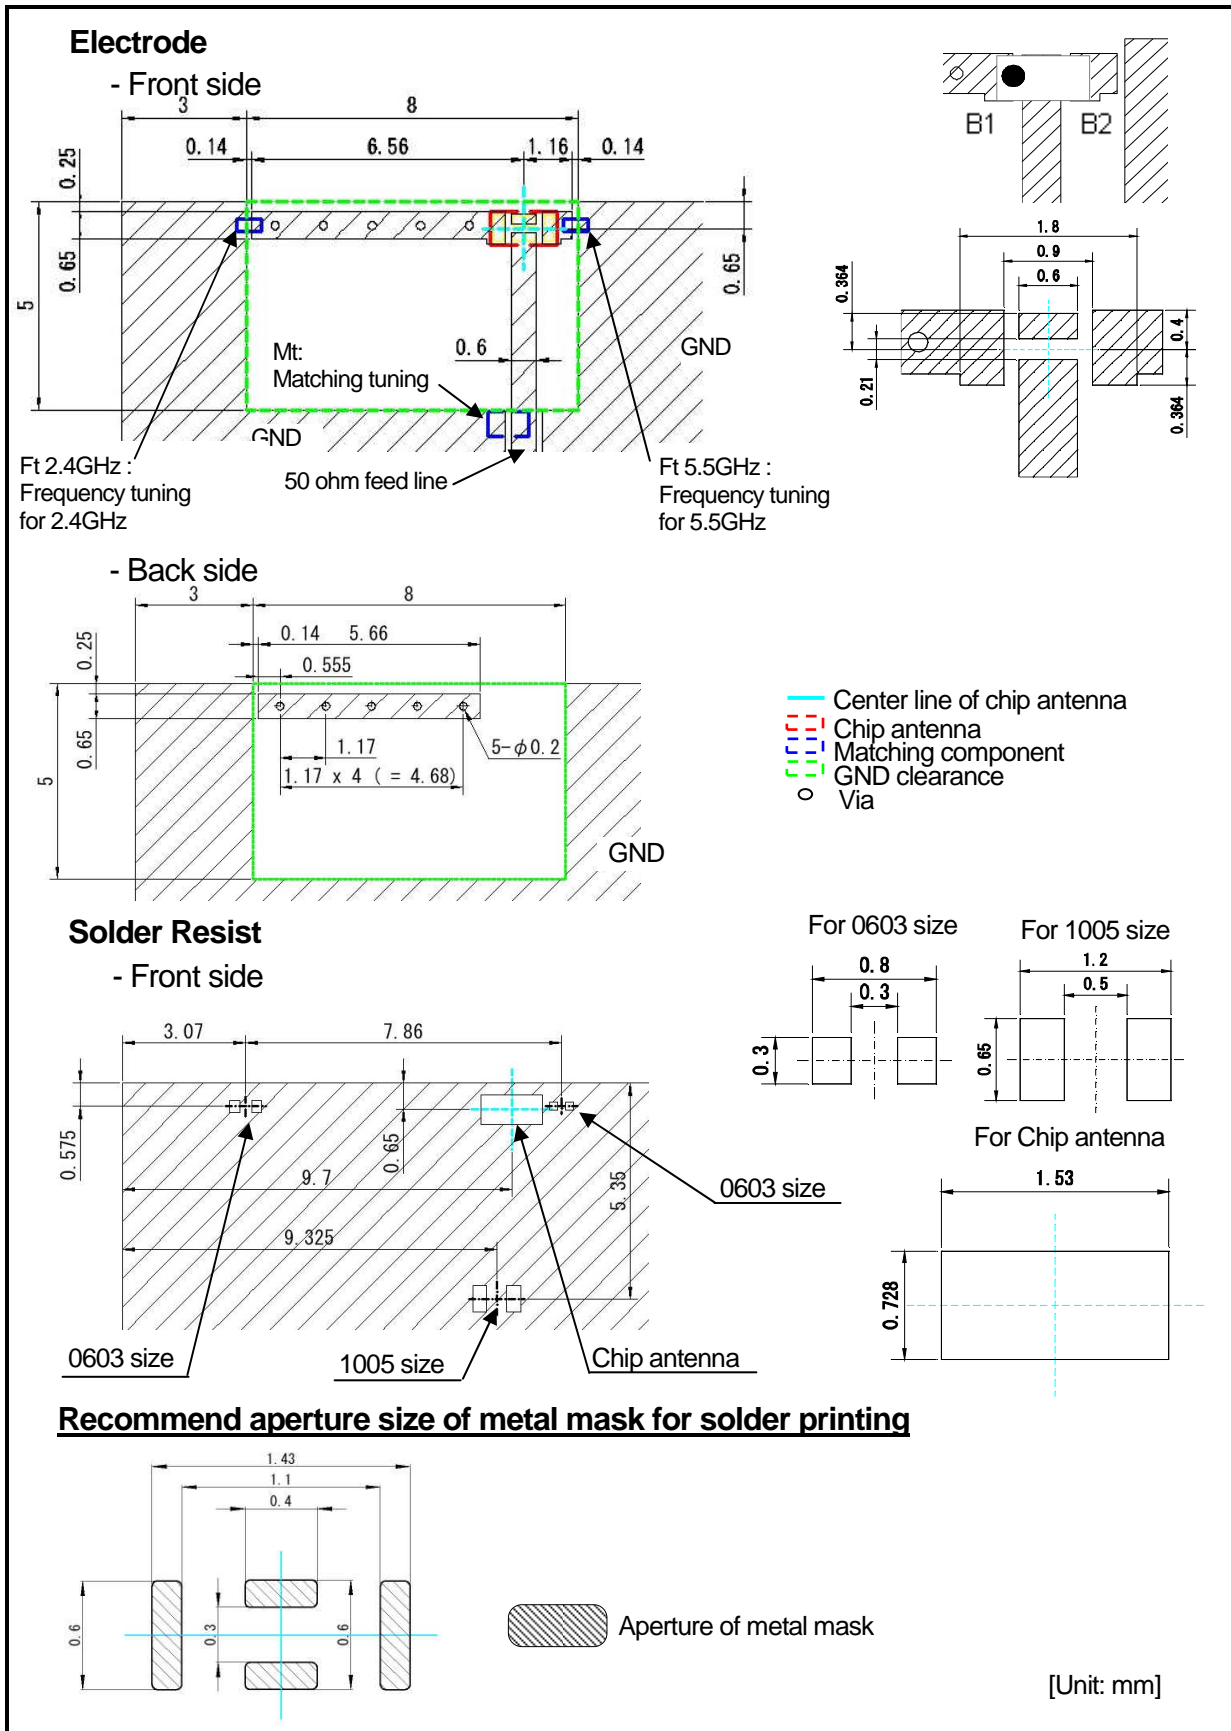 Electrode
- Front side
3
8
0.14
6.56
1.16
0.14
0.25
0.65
5
0.65
0.6
Mt:
Matching tuning
GND
GND
Ft 2.4GHz :
Frequency tuning
for 2.4GHz
50 ohm feed line
Ft 5.5GHz :
Frequency tuning
for 5.5GHz
B1
B2
1.8
0.9
0.6
0.364
0.21
0.4
0.364
- Back side
3
8
0.25
0.14
5.66
0.555
0.65
5
1.17
5-φ0.2
1.17 x 4 ( = 4.68)
GND
Center line of chip antenna
Chip antenna
Matching component
GND clearance
Via
Solder Resist
- Front side
3.07
7.86
0.575
0.65
9.7
5.35
9.325
0603 size
0603 size
1005 size
Chip antenna
For 0603 size
0.8
0.3
0.3
For 1005 size
1.2
0.5
0.65
For Chip antenna
1.53
0.728
Recommend aperture size of metal mask for solder printing
1.43
1.1
0.4
0.6
0.3
0.6
Aperture of metal mask
[Unit: mm]